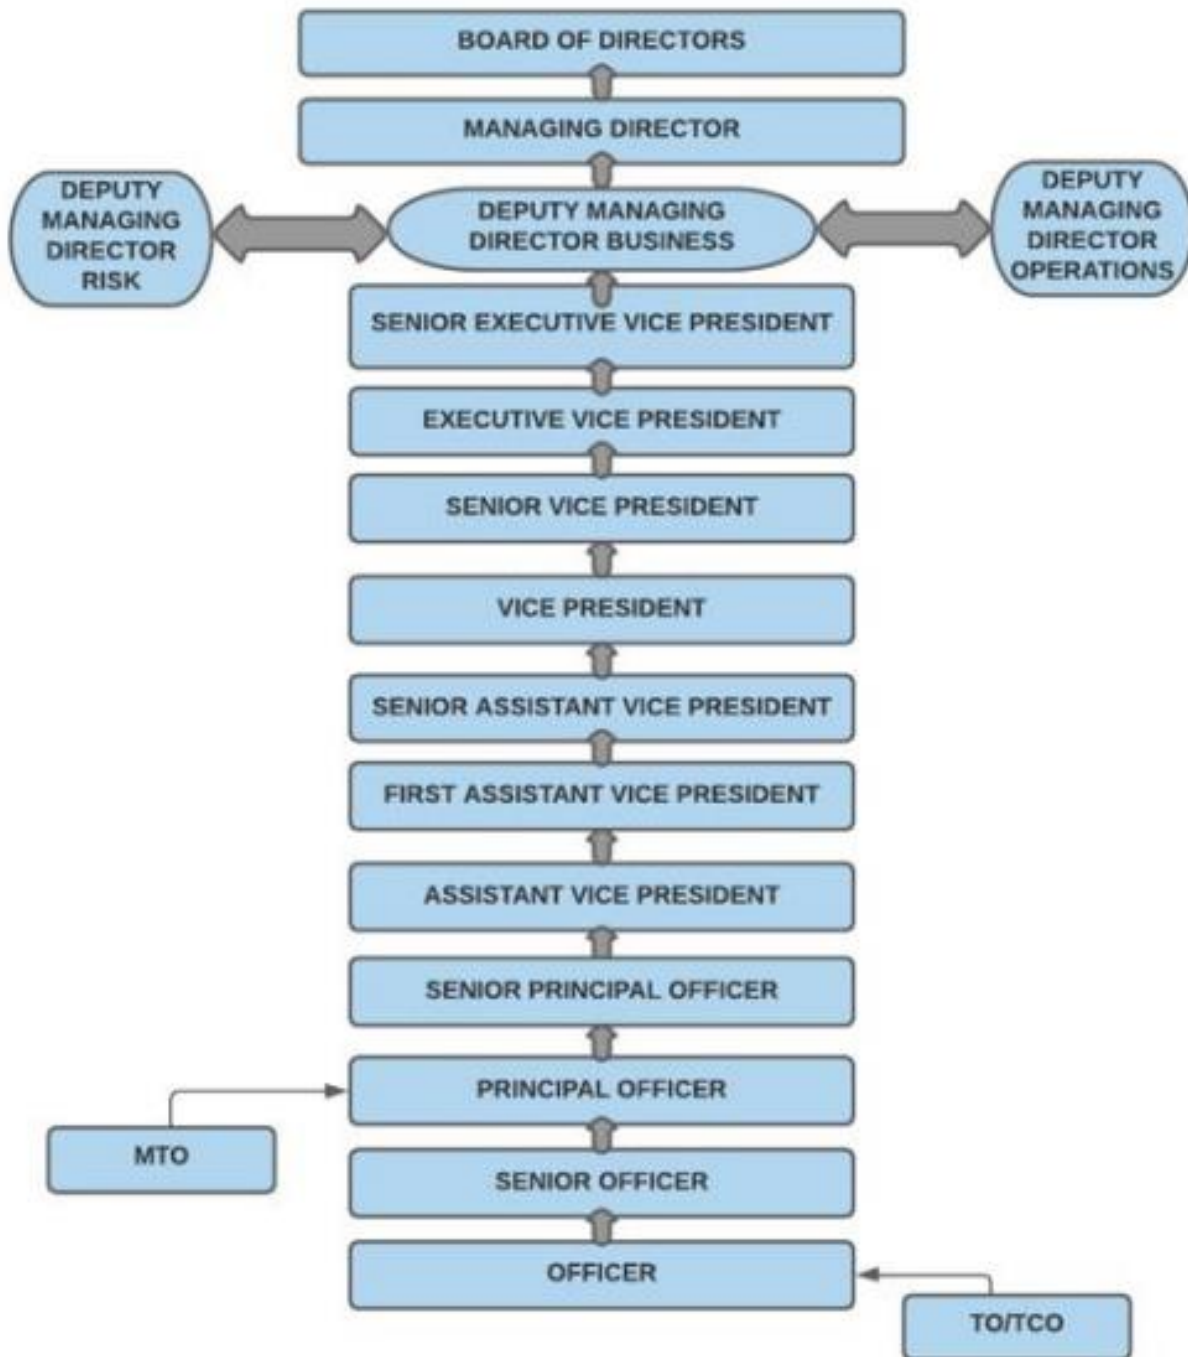 BOARD OF DIRECTORS
MANAGING DIRECTOR
DEPUTY
MANAGING
DIRECTOR
RISK
DEPUTY MANAGING
DIRECTOR BUSINESS
DEPUTY
MANAGING
DIRECTOR
OPERATIONS
SENIOR EXECUTIVE VICE PRESIDENT
EXECUTIVE VICE PRESIDENT
SENIOR VICE PRESIDENT
VICE PRESIDENT
SENIOR ASSISTANT VICE PRESIDENT
FIRST ASSISTANT VICE PRESIDENT
ASSISTANT VICE PRESIDENT
SENIOR PRINCIPAL OFFICER
PRINCIPAL OFFICER
MTO
SENIOR OFFICER
OFFICER
TO/TCO